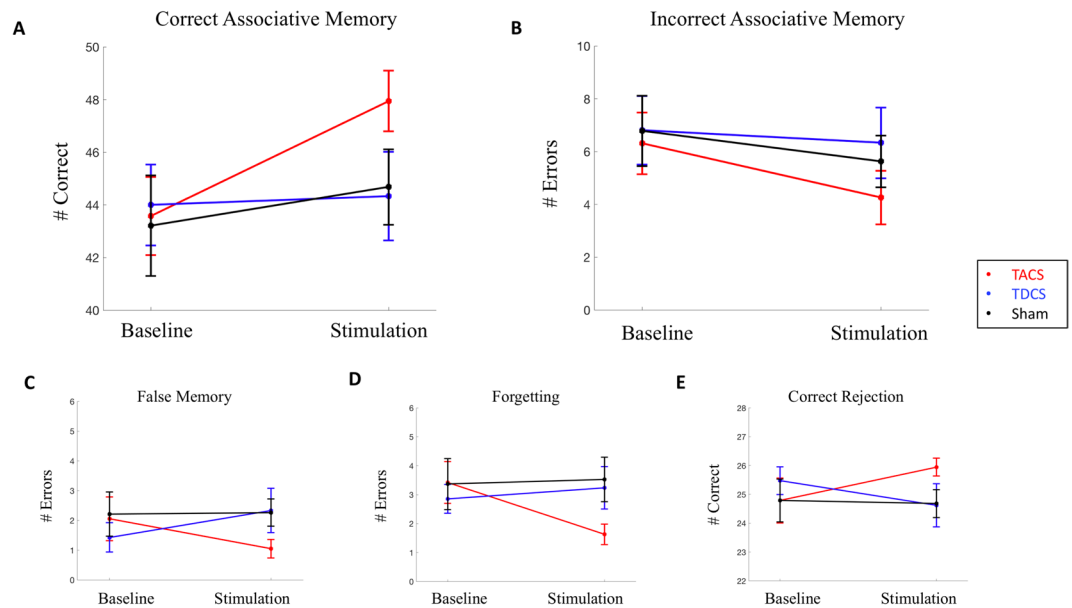 A
Correct Associative Memory
# Correct
50
48
46
44
42
40
Baseline
Stimulation
B
Incorrect Associative Memory
# Errors
10
8
6
4
2
0
Baseline
Stimulation
TACS
TDCS
Sham
C
False Memory
# Errors
6
5
4
3
2
1
0
Baseline
Stimulation
D
Forgetting
# Errors
6
5
4
3
2
1
0
Baseline
Stimulation
E
Correct Rejection
# Correct
28
27
26
25
24
23
22
Baseline
Stimulation